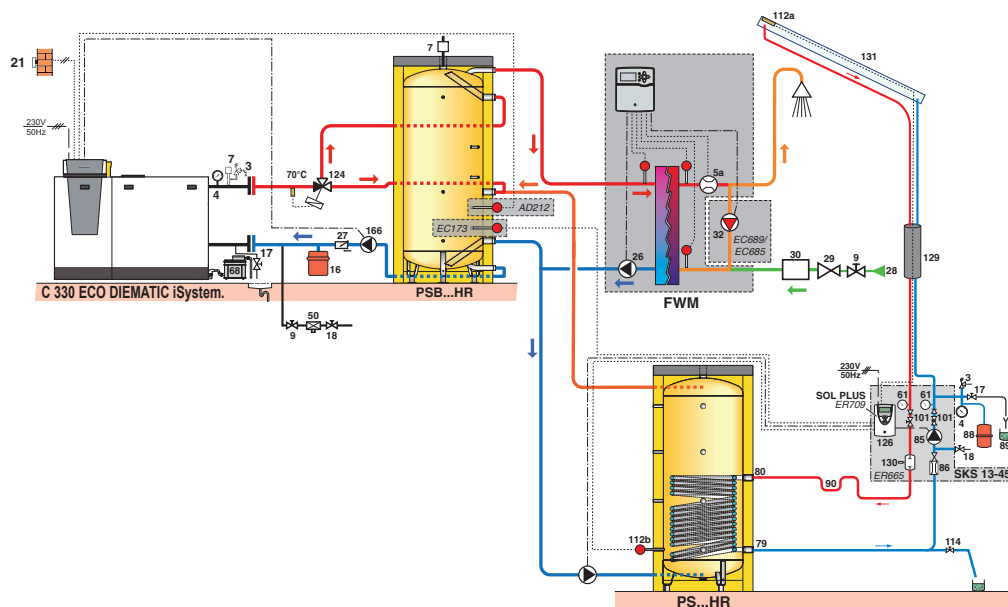 112a
131
21
7
230V
50Hz
7
3
4
70°C
124
5a
AD212
EC173
32
EC689/
EC685
166
27
17
16
68
26
30
29
9
28
129
C 330 ECO DIEMATIC iSystem.
PSB...HR
FWM
9
50
18
230V
50Hz
SOL PLUS
ER709
126
61
61
101
101
3
17
4
88
89
85
18
130
86
ER665
SKS 13-45
80
90
79
112b
114
PS...HR